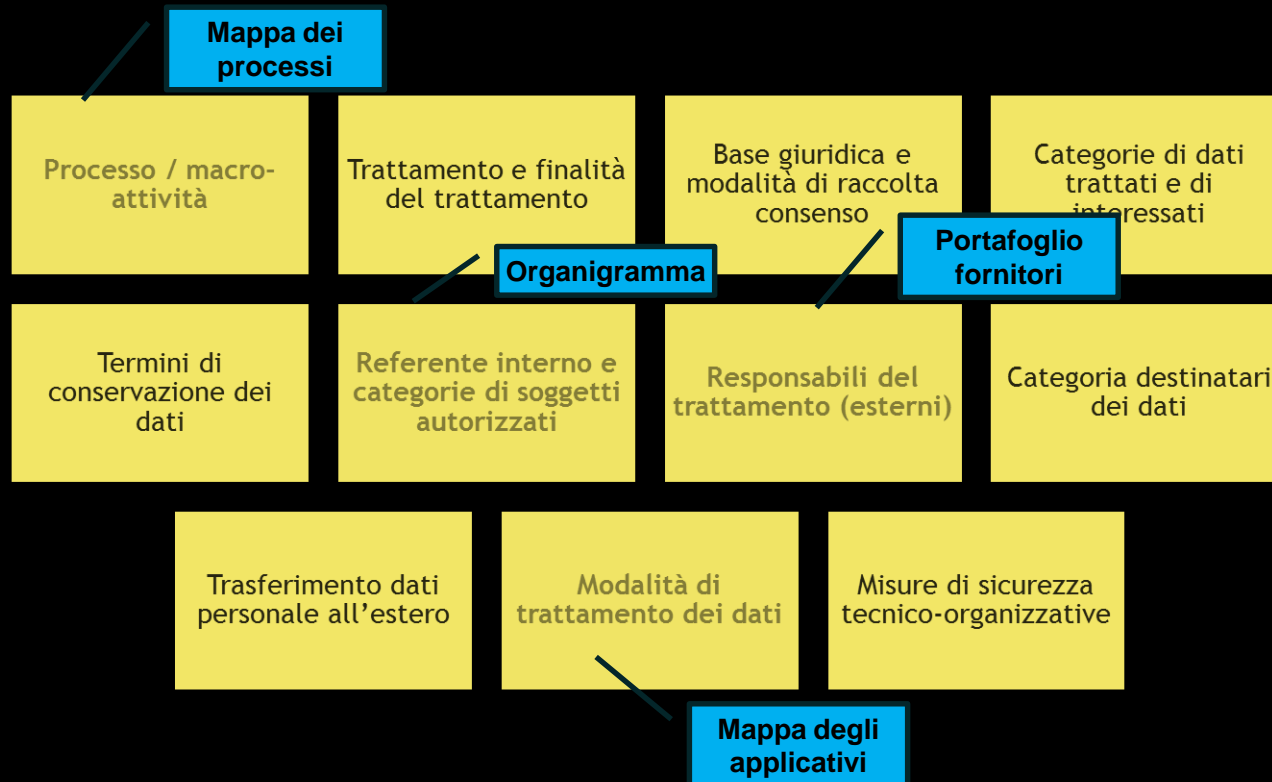 Mappa dei
processi
Processo / macro-
attività
Trattamento e finalità
del trattamento
Base giuridica e
modalità di raccolta
consenso
Categorie di dati
trattati e di
interessati
Organigramma
Portafoglio
fornitori
Termini di
conservazione dei
dati
Referente interno e
categorie di soggetti
autorizzati
Responsabili del
trattamento (esterni)
Categoria destinatari
dei dati
Trasferimento dati
personale all’estero
Modalità di
trattamento dei dati
Misure di sicurezza
tecnico-organizzative
Mappa degli
applicativi